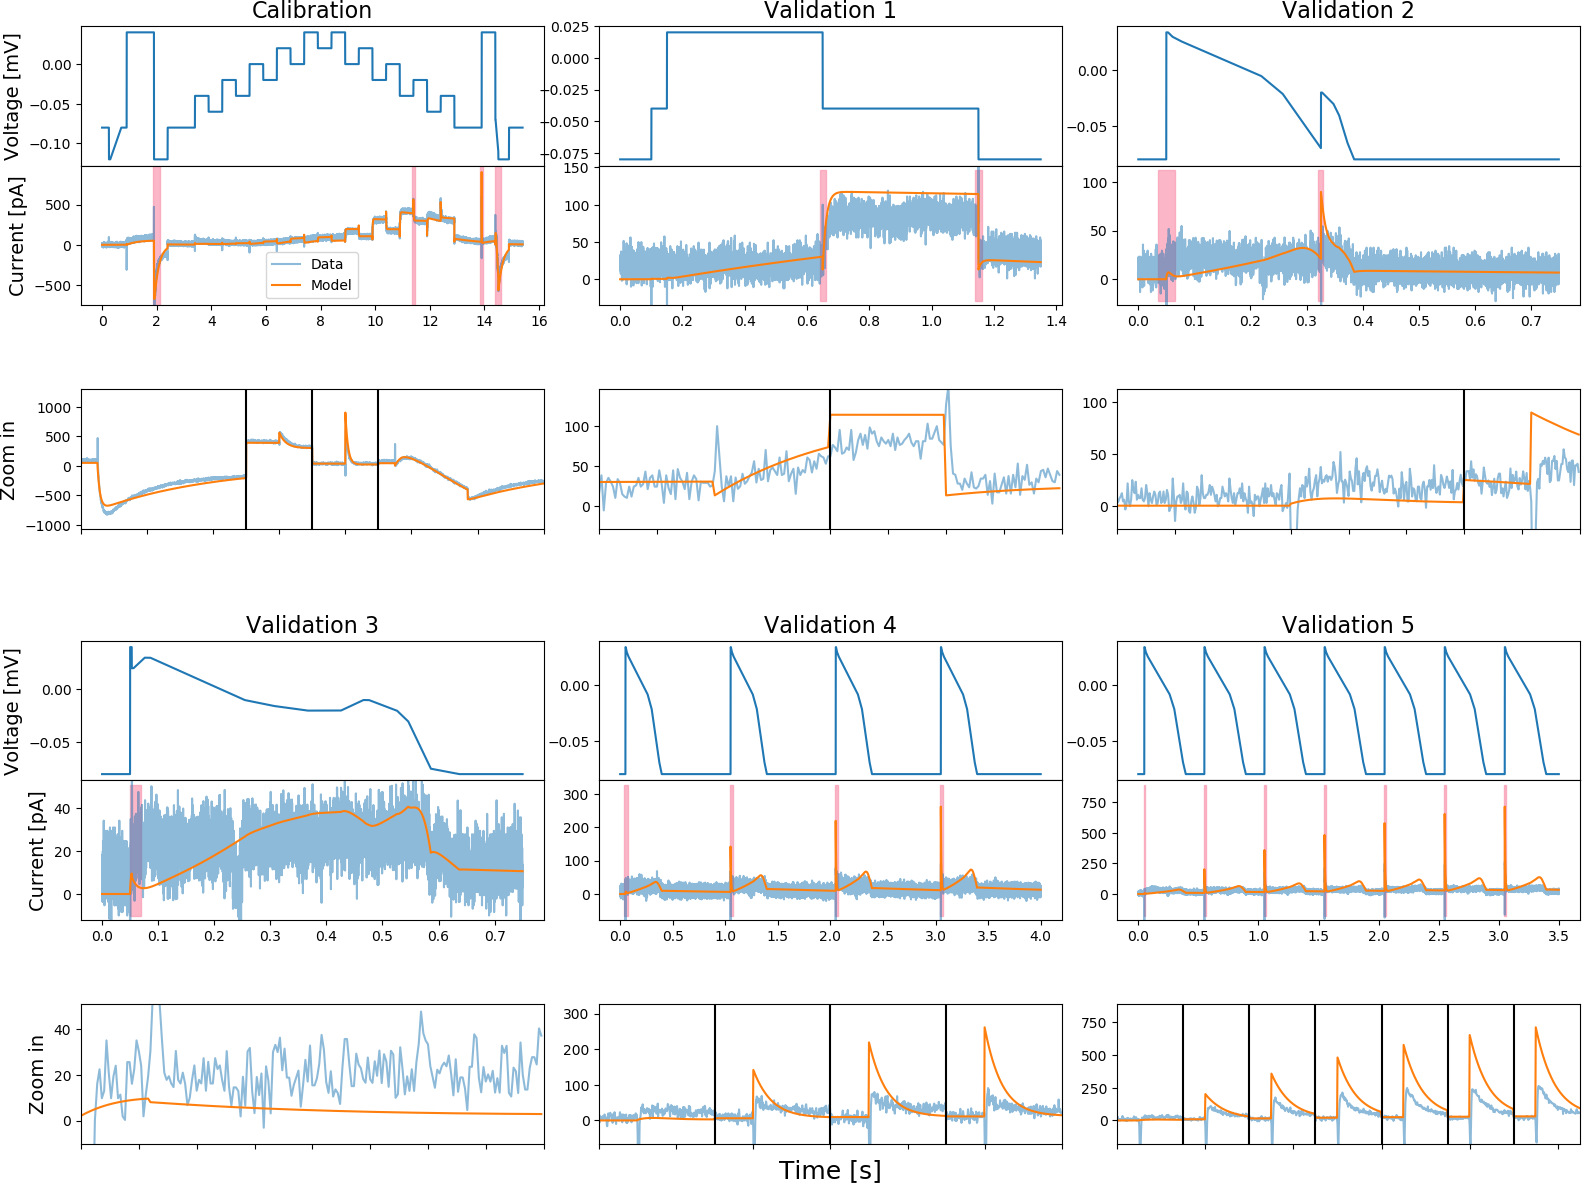 Calibration
Validation 1
Validation 2
Voltage [mV]
0.00
−0.05
−0.10
0.025
0.000
−0.025
−0.050
−0.075
0.00
−0.05
Current [pA]
500
0
−500
Data
Model
150
100
50
0
100
50
0
0 2 4 6 8 10 12 14 16
0.0 0.2 0.4 0.6 0.8 1.0 1.2 1.4
0.0 0.1 0.2 0.3 0.4 0.5 0.6 0.7
Zoom in
1000
500
0
−500
−1000
100
50
0
100
50
0
Validation 3
Validation 4
Validation 5
Voltage [mV]
0.00
−0.05
0.00
−0.05
0.00
−0.05
Current [pA]
40
20
0
300
200
100
0
750
500
250
0
0.0 0.1 0.2 0.3 0.4 0.5 0.6 0.7
0.0 0.5 1.0 1.5 2.0 2.5 3.0 3.5 4.0
0.0 0.5 1.0 1.5 2.0 2.5 3.0 3.5
Zoom in
40
20
0
300
200
100
0
750
500
250
0
Time [s]